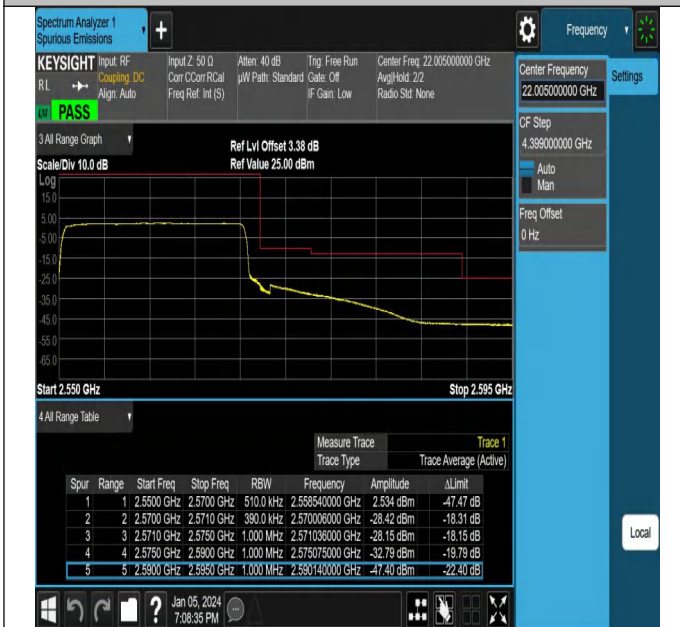 Spectrum Analyzer 1
Spurious Emissions
+
Frequency
KEYSIGHT Input: RF Input Z: 50 Ω Atten: 40 dB Trig: Free Run Center Freq: 22.005000000 GHz
RL Coupling: DC Corr CCorr RCal µW Path: Standard Gate: Off Avg|Hold: 2/2
Align: Auto Freq Ref: Int (S) IF Gain: Low Radio Std: None
PASS
Center Frequency
22.005000000 GHz
Settings
CF Step
4.399000000 GHz
Auto
Man
Freq Offset
0 Hz
Local
3 All Range Graph
Ref Lvl Offset 3.38 dB
Scale/Div 10.0 dB Ref Value 25.00 dBm
Log
15.0
5.00
-5.00
-15.0
-25.0
-35.0
-45.0
-55.0
-65.0
Start 2.550 GHz Stop 2.595 GHz
4 All Range Table
Measure Trace Trace 1
Trace Type Trace Average (Active)
Spur Range Start Freq Stop Freq RBW Frequency Amplitude ΔLimit
1 1 2.5500 GHz 2.5700 GHz 510.0 kHz 2.558540000 GHz 2.534 dBm -47.47 dB
2 2 2.5700 GHz 2.5710 GHz 390.0 kHz 2.570006000 GHz -28.42 dBm -18.31 dB
3 3 2.5710 GHz 2.5750 GHz 1.000 MHz 2.571036000 GHz -28.15 dBm -18.15 dB
4 4 2.5750 GHz 2.5900 GHz 1.000 MHz 2.575075000 GHz -32.79 dBm -19.79 dB
5 5 2.5900 GHz 2.5950 GHz 1.000 MHz 2.590140000 GHz -47.40 dBm -22.40 dB
?
Jan 05, 2024
7:08:35 PM